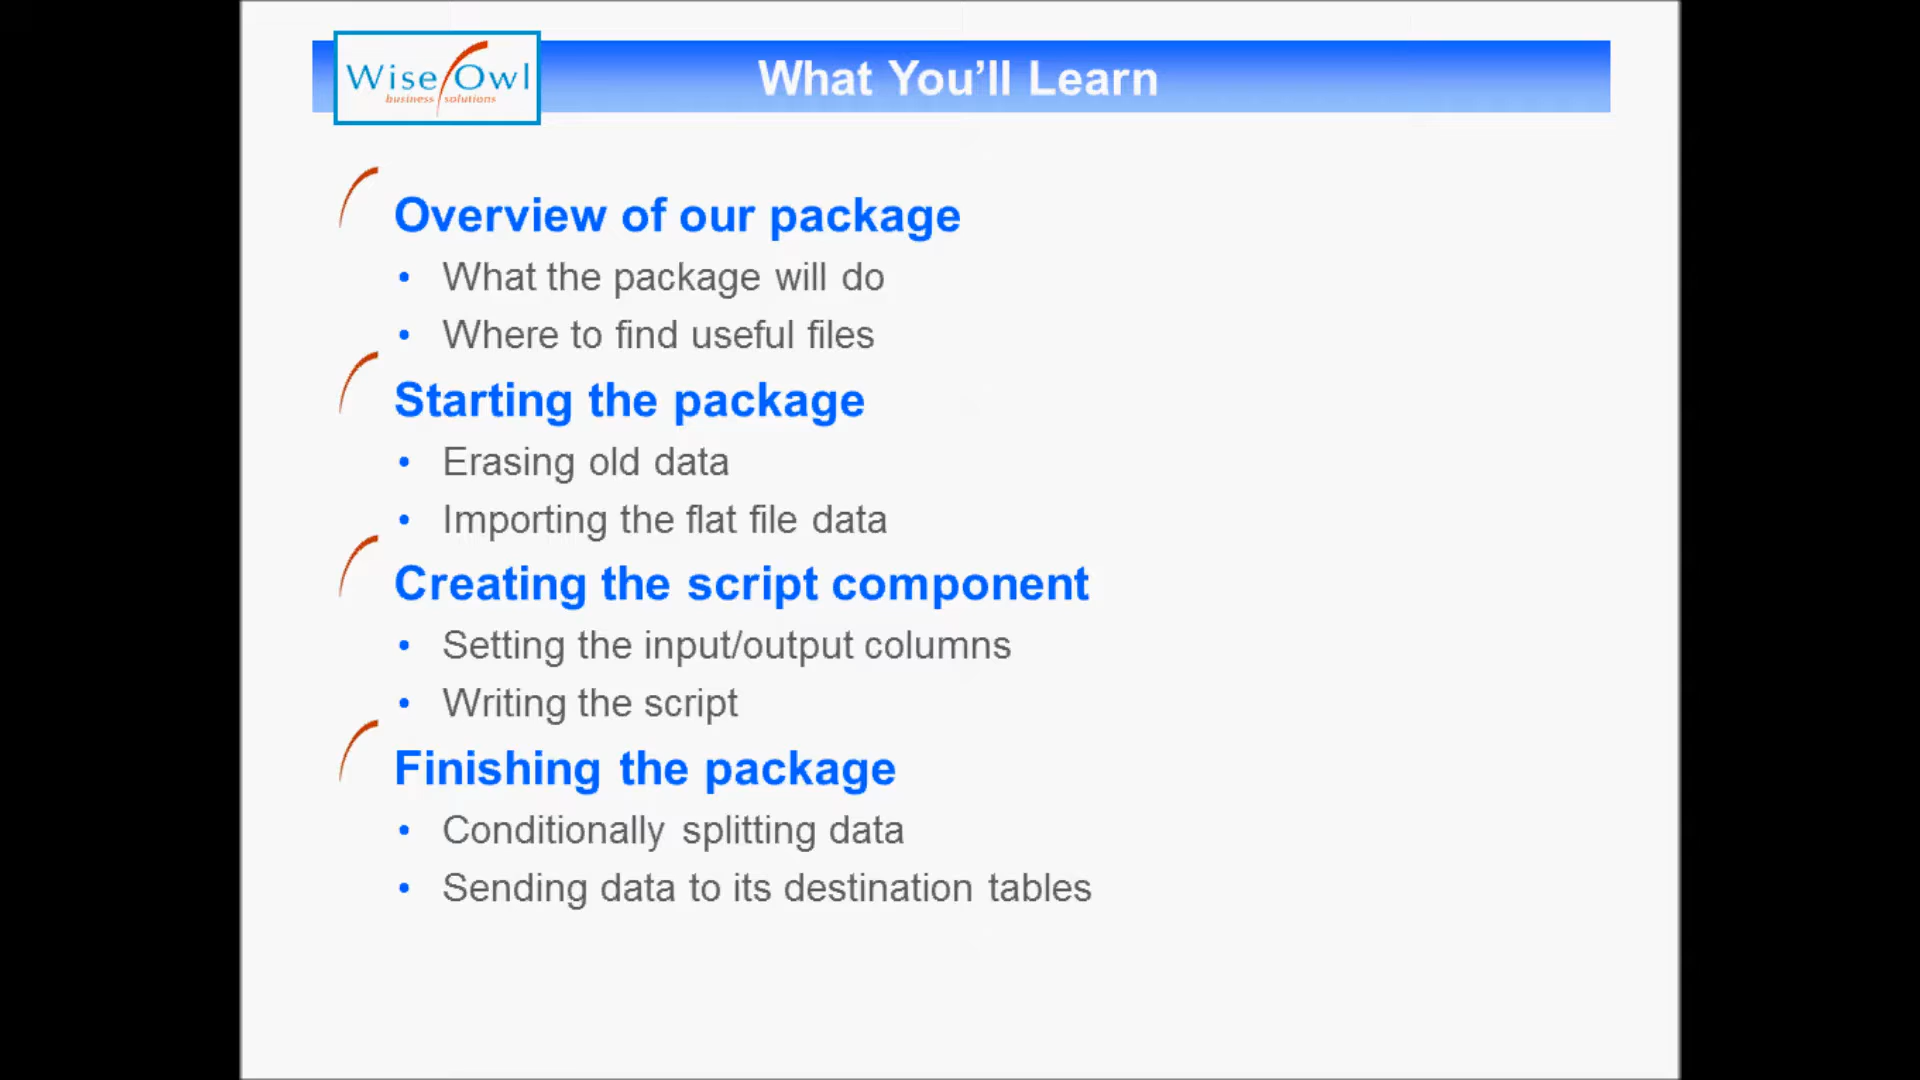 Wise Owl
business solutions
What You’ll Learn
Overview of our package
• What the package will do
• Where to find useful files
Starting the package
• Erasing old data
• Importing the flat file data
Creating the script component
• Setting the input/output columns
• Writing the script
Finishing the package
• Conditionally splitting data
• Sending data to its destination tables